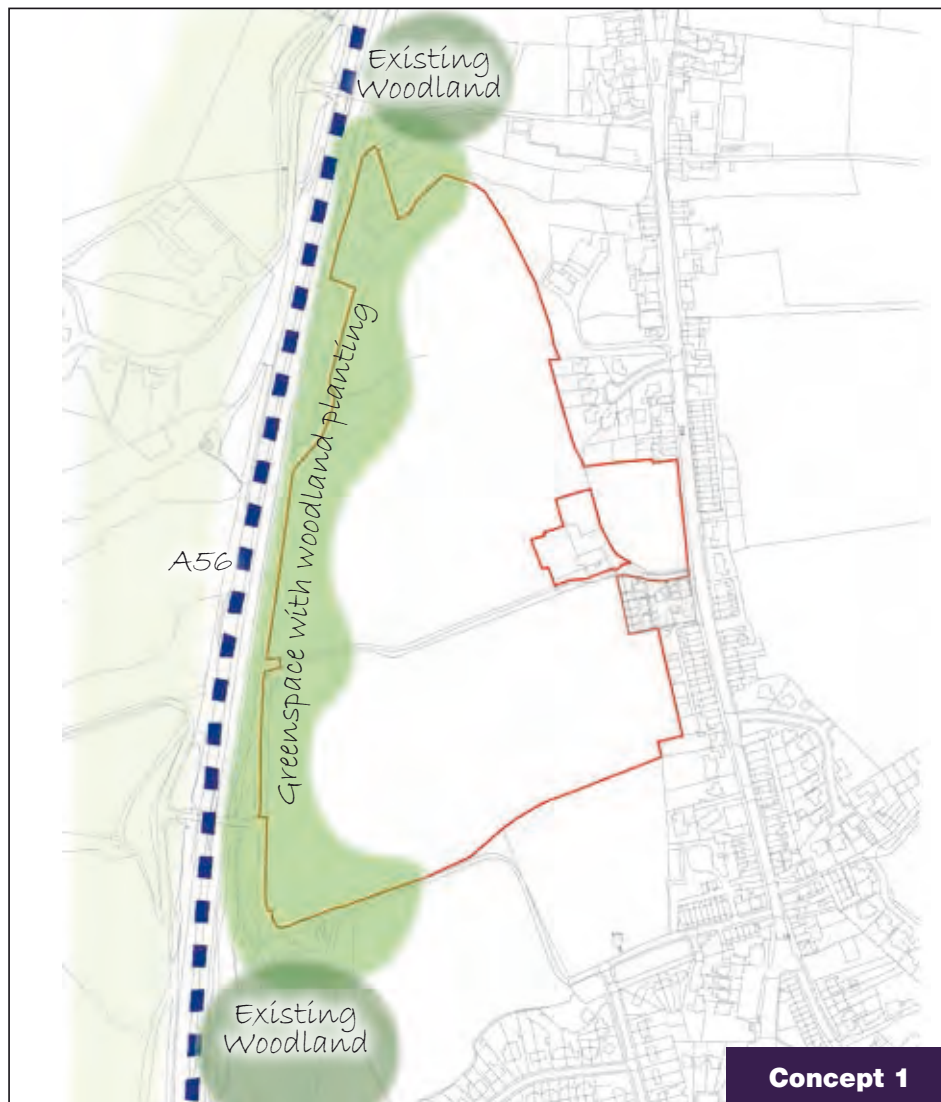 Existing
Woodland
Greenspace with woodland planting
A56
Existing
Woodland
Concept 1